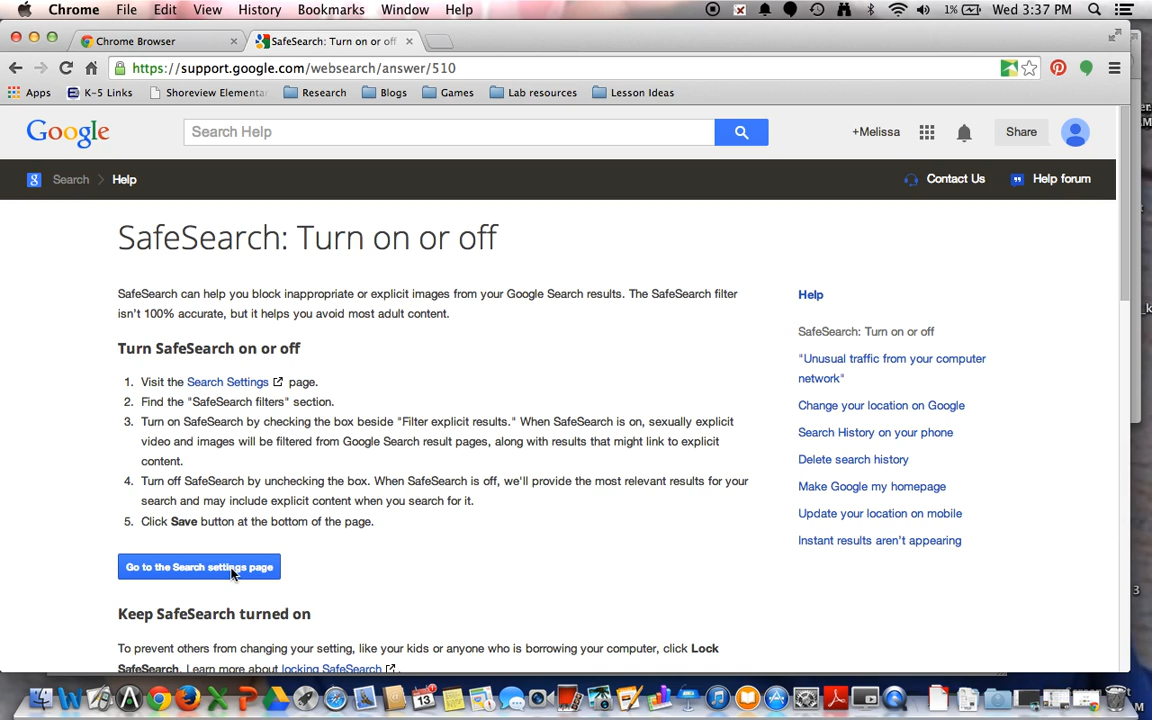 Chrome File Edit View History Bookmarks Window Help 1% Wed 3:37 PM
Chrome Browser SafeSearch: Turn on or off
https://support.google.com/websearch/answer/510
Apps K-5 Links Shoreview Elementa Research Blogs Games Lab resources Lesson Ideas
Google Search Help +Melissa Share
Search > Help Contact Us Help forum
SafeSearch: Turn on or off
SafeSearch can help you block inappropriate or explicit images from your Google Search results. The SafeSearch filter
isn't 100% accurate, but it helps you avoid most adult content.
Turn SafeSearch on or off
1. Visit the Search Settings page.
2. Find the "SafeSearch filters" section.
3. Turn on SafeSearch by checking the box beside "Filter explicit results." When SafeSearch is on, sexually explicit
video and images will be filtered from Google Search result pages, along with results that might link to explicit
content.
4. Turn off SafeSearch by unchecking the box. When SafeSearch is off, we'll provide the most relevant results for your
search and may include explicit content when you search for it.
5. Click Save button at the bottom of the page.
Go to the Search settings page
Keep SafeSearch turned on
To prevent others from changing your setting, like your kids or anyone who is borrowing your computer, click Lock
SafeSearch. Learn more about locking SafeSearch
Help
SafeSearch: Turn on or off
"Unusual traffic from your computer
network"
Change your location on Google
Search History on your phone
Delete search history
Make Google my homepage
Update your location on mobile
Instant results aren't appearing